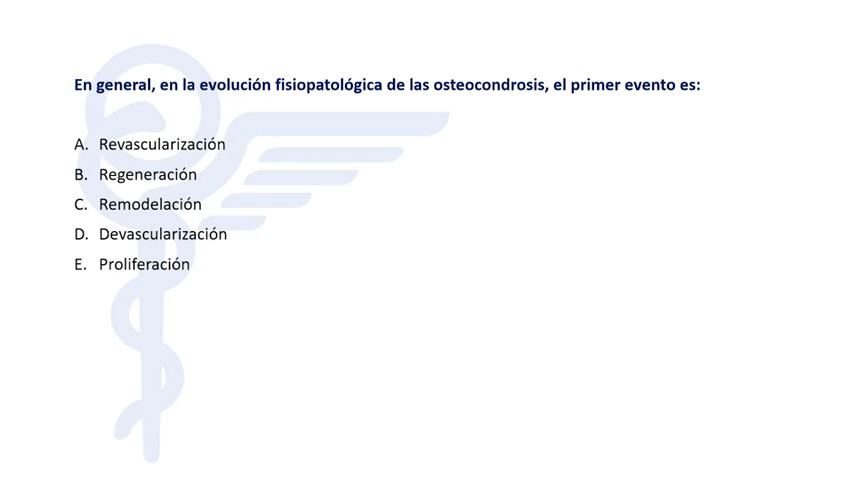 En general, en la evolución fisiopatológica de las osteocondrosis, el primer evento es:
A. Revascularización
B. Regeneración
C. Remodelación
D. Devascularización
E. Proliferación